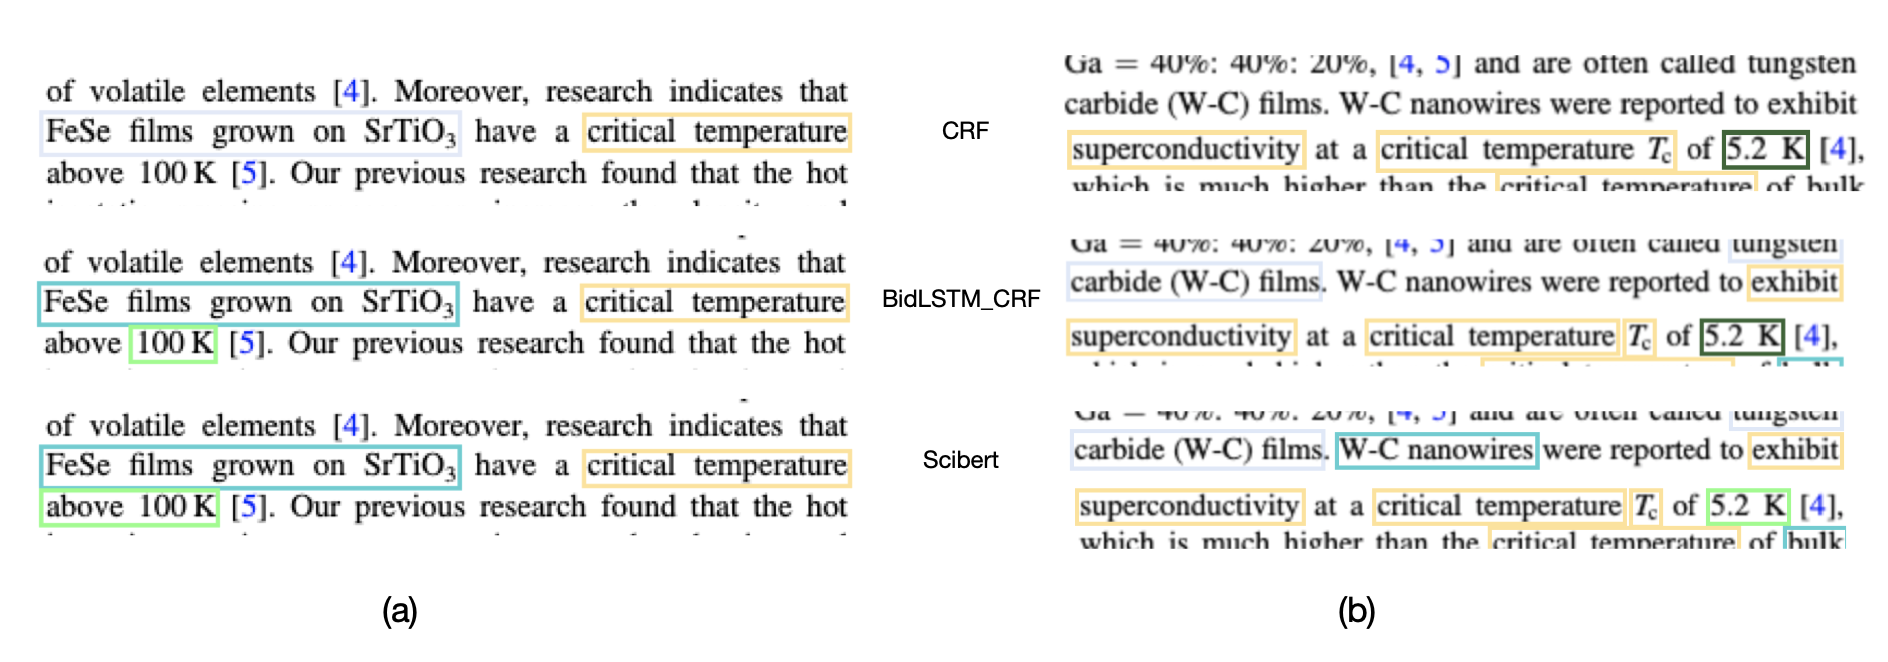 of volatile elements [4]. Moreover, research indicates that
FeSe films grown on SrTiO3 have a critical temperature
above 100 K [5]. Our previous research found that the hot
CRF
Ga = 40%: 40%: 20%, [4, 5] and are often called tungsten
carbide (W-C) films. W-C nanowires were reported to exhibit
superconductivity at a critical temperature Tc of 5.2 K [4],
which is much higher than the critical temperature of bulk
of volatile elements [4]. Moreover, research indicates that
FeSe films grown on SrTiO3 have a critical temperature
above 100 K [5]. Our previous research found that the hot
BidLSTM_CRF
Ga = 40%: 40%: 20%, [4, 5] and are often called tungsten
carbide (W-C) films. W-C nanowires were reported to exhibit
superconductivity at a critical temperature Tc of 5.2 K [4],
of volatile elements [4]. Moreover, research indicates that
FeSe films grown on SrTiO3 have a critical temperature
above 100 K [5]. Our previous research found that the hot
Scibert
Ga = 40%: 40%: 20%, [4, 5] and are often called tungsten
carbide (W-C) films. W-C nanowires were reported to exhibit
superconductivity at a critical temperature Tc of 5.2 K [4],
which is much higher than the critical temperature of bulk
(a)
(b)